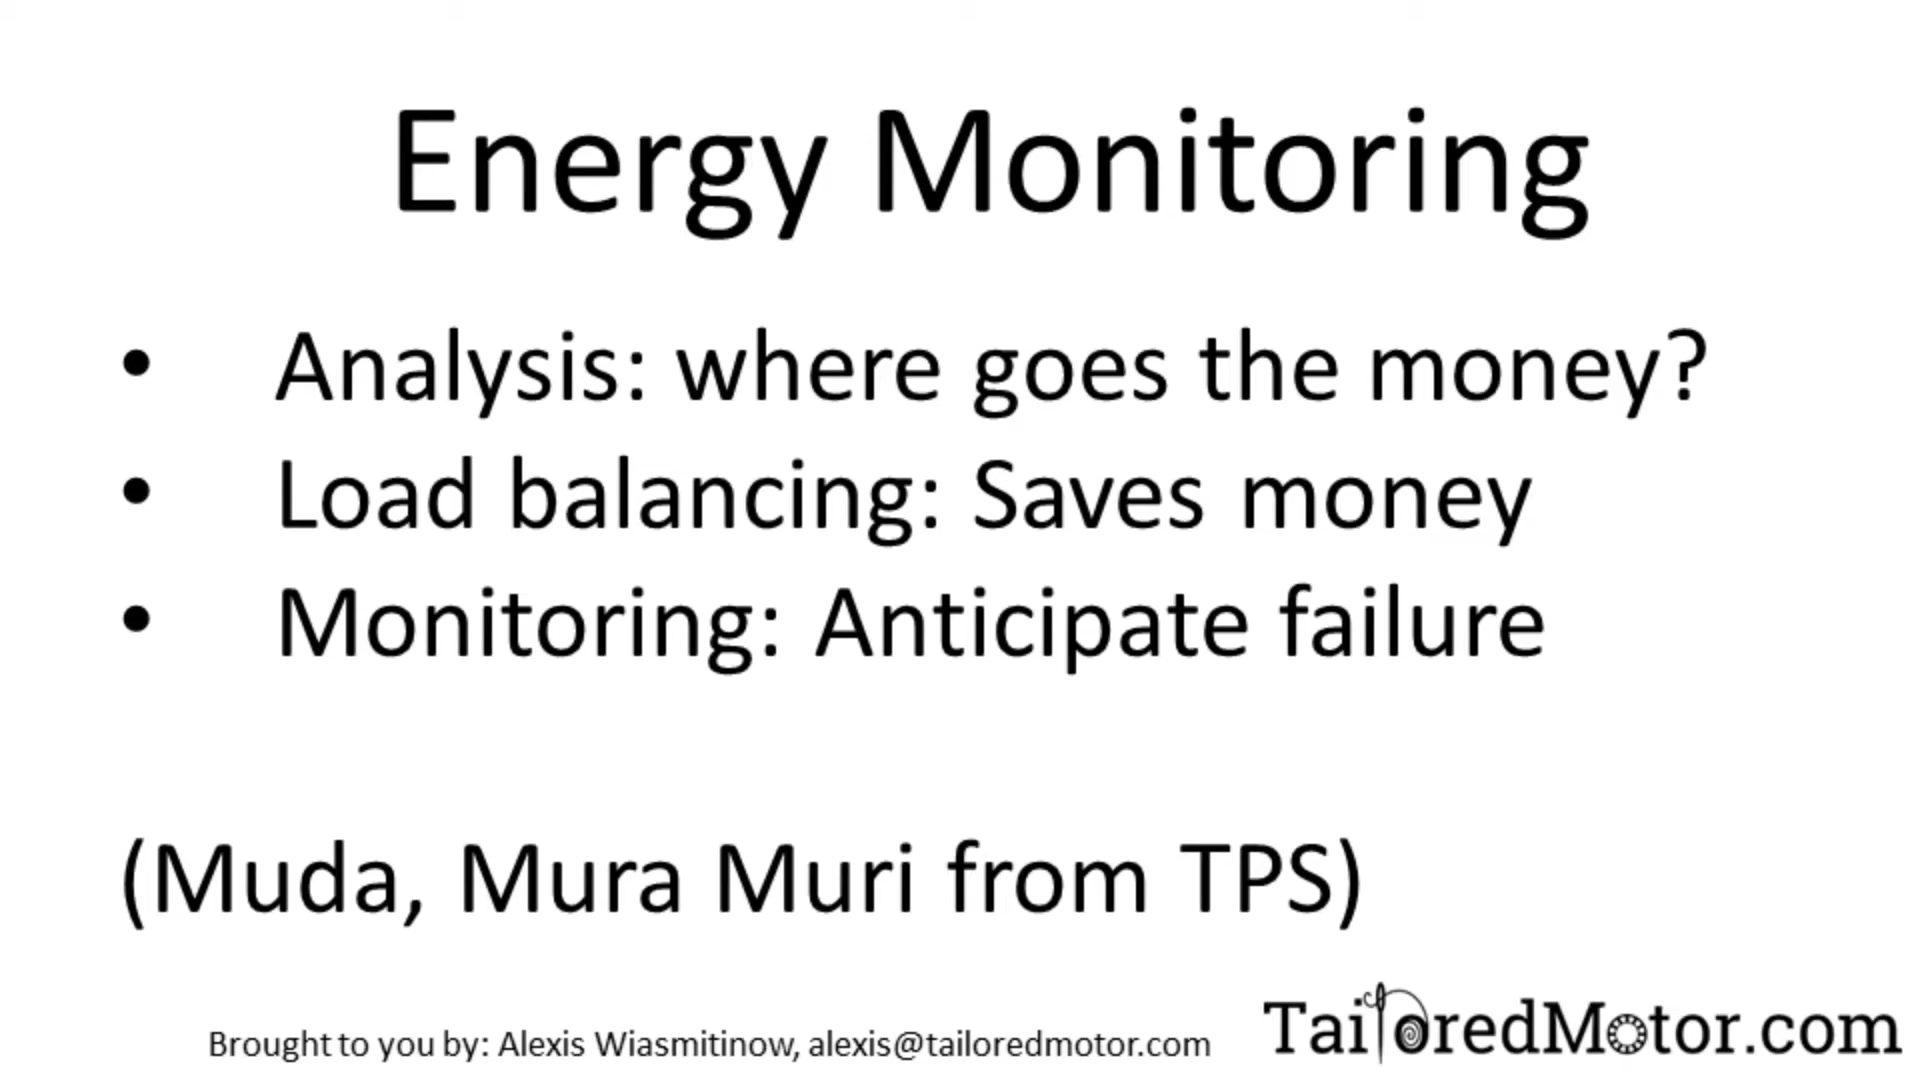 Energy Monitoring
• Analysis: where goes the money?
• Load balancing: Saves money
• Monitoring: Anticipate failure
(Muda, Mura Muri from TPS)
Brought to you by: Alexis Wiasmitinow, alexis@tailoredmotor.com
TailoredMotor.com